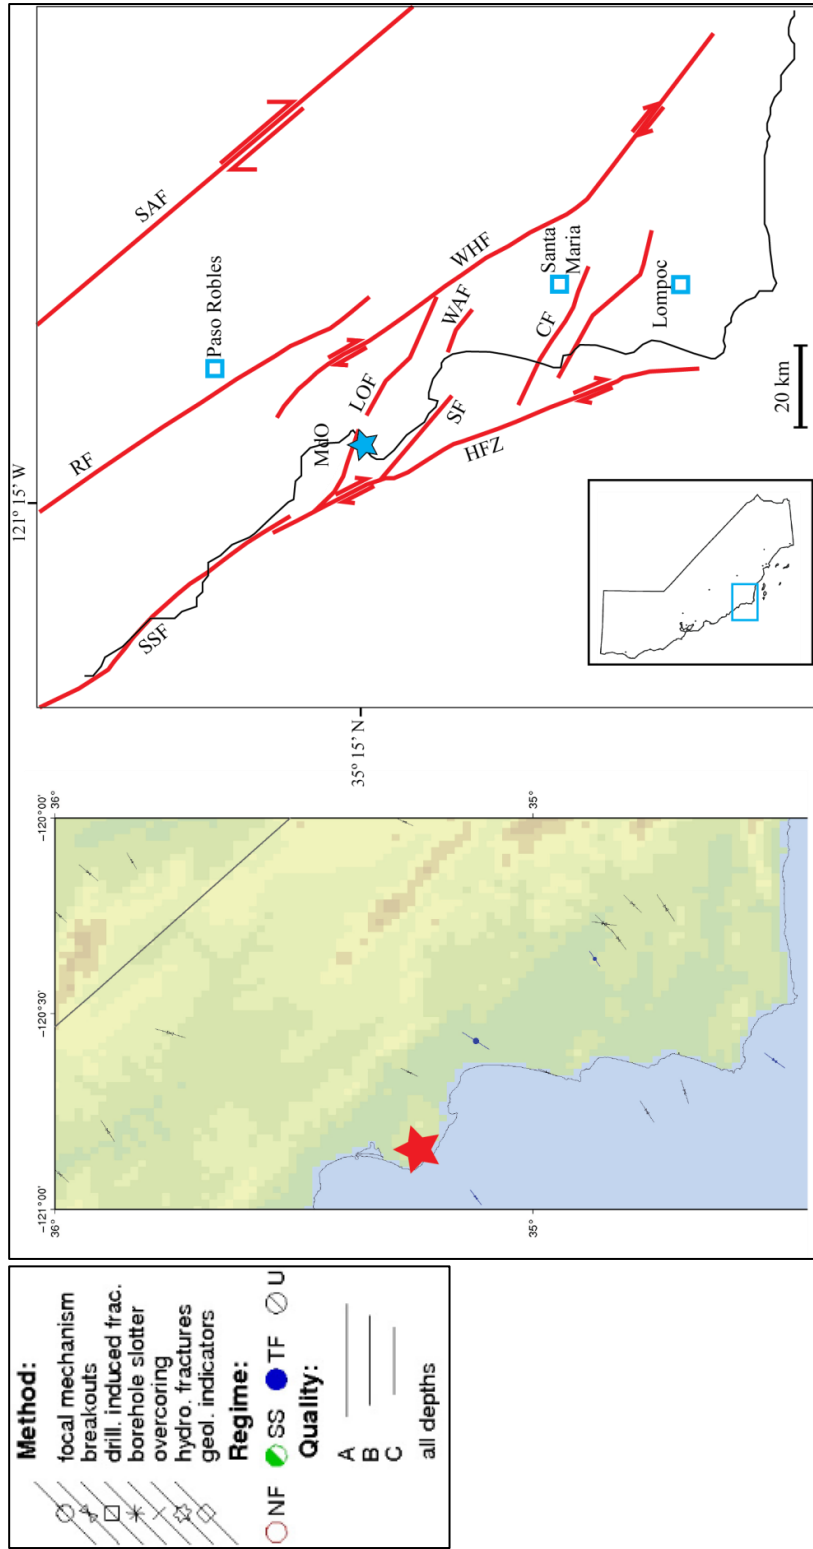 Method:
focal mechanism
breakouts
drill. induced frac.
borehole slotter
overcoring
hydro. fractures
geol. indicators
Regime:
NF SS TF U
Quality:
A
B
C
all depths
-121°00' -120°30' -120°00'
36° 36°
35° 35°
121º 15' W
35º 15' N
SAF
Paso Robles
RF
WHF
LOF
WAF
MdO
SSF
SF
HFZ
CF
Santa
Maria
Lompoc
20 km